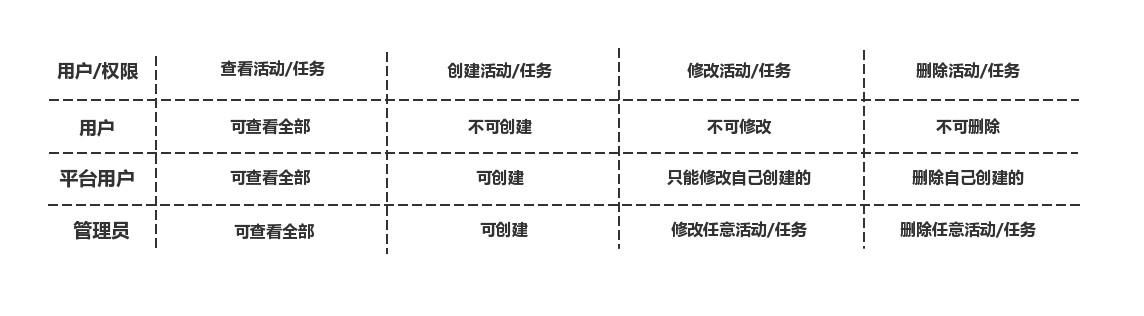 用户/权限 查看活动/任务 创建活动/任务 修改活动/任务 删除活动/任务
用户 可查看全部 不可创建 不可修改 不可删除
平台用户 可查看全部 可创建 只能修改自己创建的 删除自己创建的
管理员 可查看全部 可创建 修改任意活动/任务 删除任意活动/任务